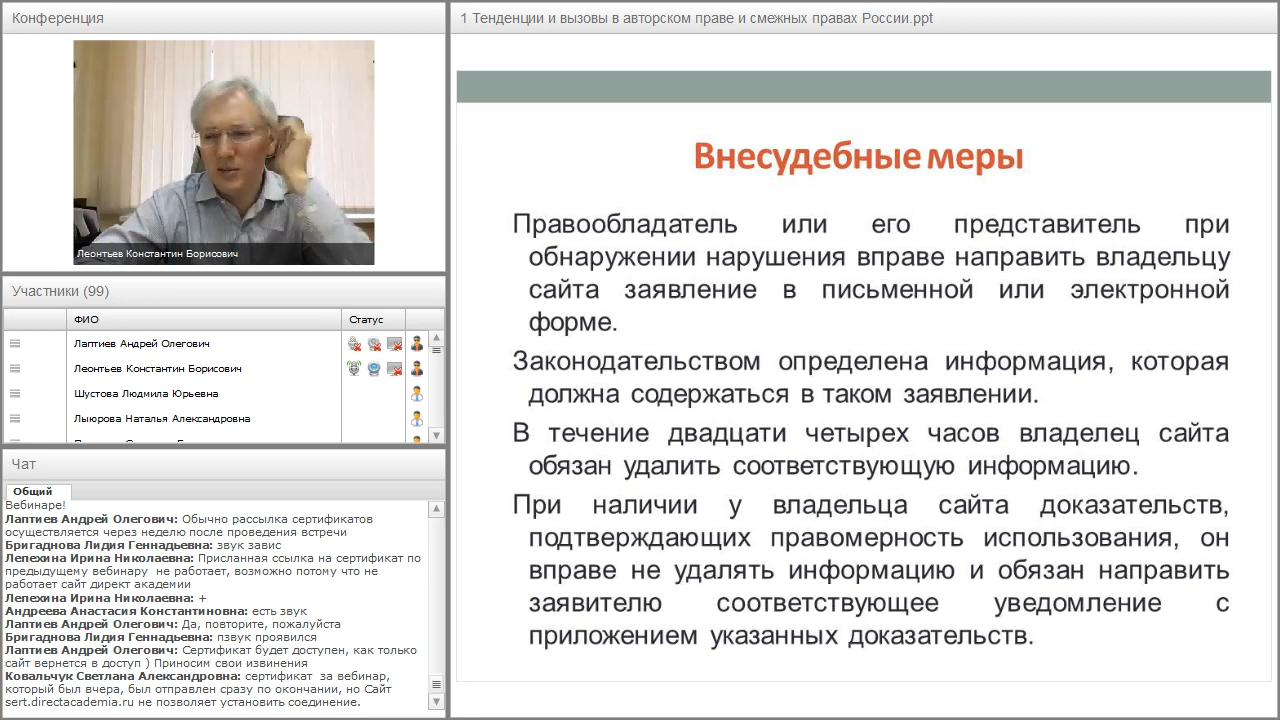 Конференция
Леонтьев Константин Борисович
Участники (99)
ФИО
Статус
Лаптиев Андрей Олегович
Леонтьев Константин Борисович
Шустова Людмила Юрьевна
Лыюрова Наталья Александровна
Чат
Общий
Вебинаре!
Лаптиев Андрей Олегович: Обычно рассылка сертификатов
осуществляется через неделю после проведения встречи
Бригаднова Лидия Геннадьевна: звук завис
Лепехина Ирина Николаевна: Присланная ссылка на сертификат по
предыдущему вебинару не работает, возможно потому что не
работает сайт директ академии
Лепехина Ирина Николаевна: +
Андреева Анастасия Константиновна: есть звук
Лаптиев Андрей Олегович: Да, повторите, пожалуйста
Бригаднова Лидия Геннадьевна: пзвук проявился
Лаптиев Андрей Олегович: Сертификат будет доступен, как только
сайт вернется в доступ ) Приносим свои извинения
Ковальчук Светлана Александровна: сертификат за вебинар,
который был вчера, был отправлен сразу по окончании, но Сайт
sert.directacademia.ru не позволяет установить соединение.
1 Тенденции и вызовы в авторском праве и смежных правах России.ppt
Внесудебные меры
Правообладатель или его представитель при
обнаружении нарушения вправе направить владельцу
сайта заявление в письменной или электронной
форме.
Законодательством определена информация, которая
должна содержаться в таком заявлении.
В течение двадцати четырех часов владелец сайта
обязан удалить соответствующую информацию.
При наличии у владельца сайта доказательств,
подтверждающих правомерность использования, он
вправе не удалять информацию и обязан направить
заявителю соответствующее уведомление с
приложением указанных доказательств.